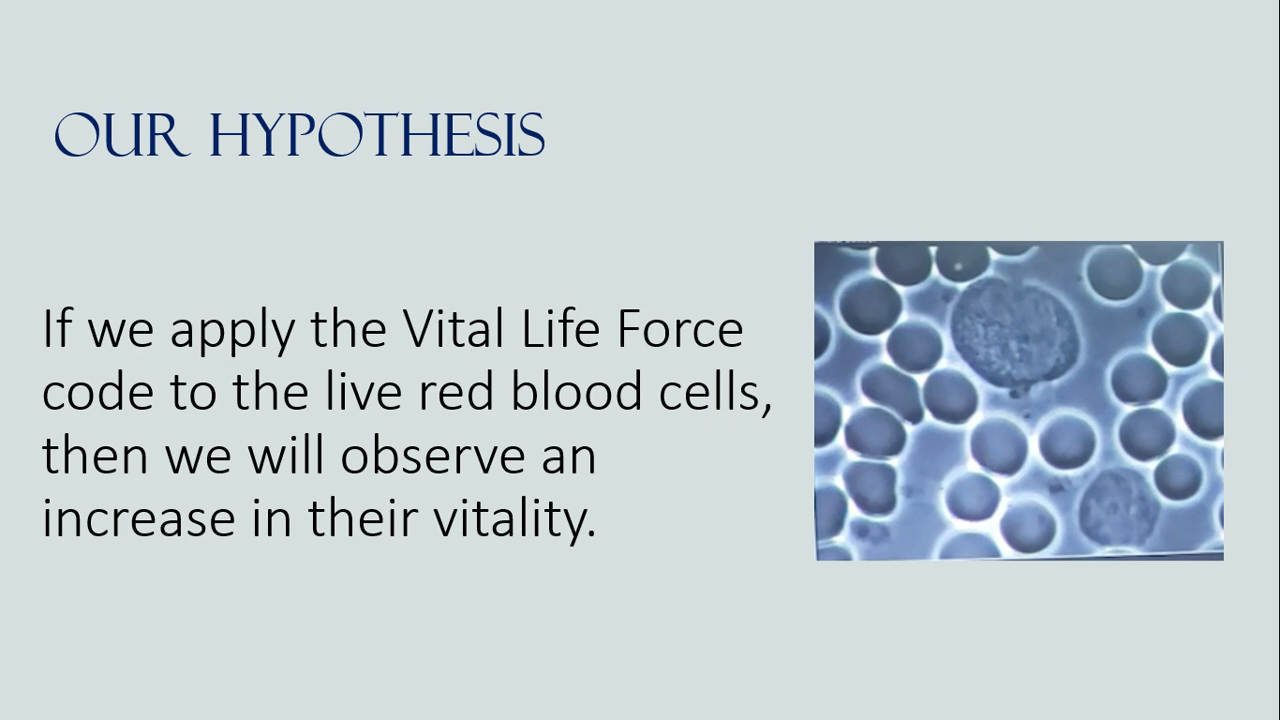 OUR HYPOTHESIS
If we apply the Vital Life Force
code to the live red blood cells,
then we will observe an
increase in their vitality.